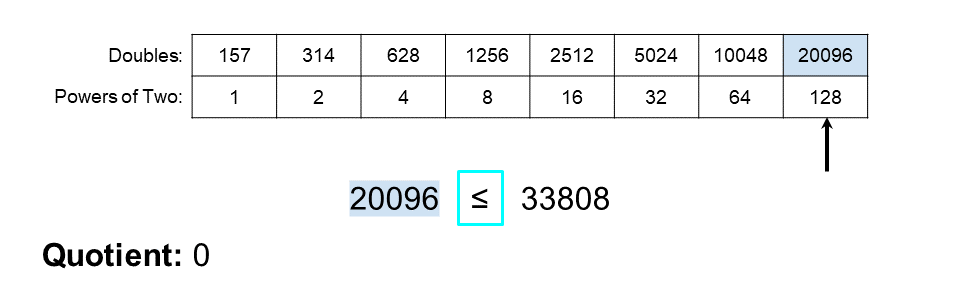 Doubles: 157 314 628 1256 2512 5024 10048 20096
Powers of Two: 1 2 4 8 16 32 64 128
20096 ≤ 33808
Quotient: 0